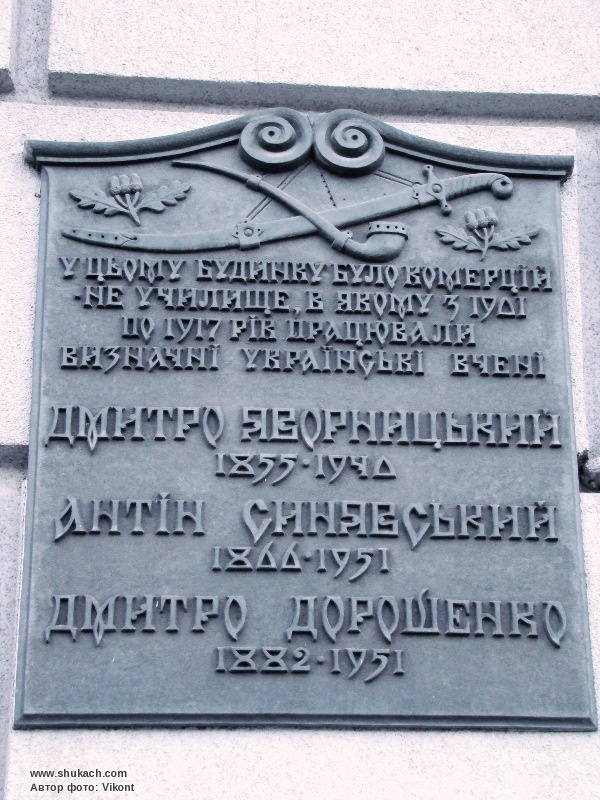 У ЦЬОМУ БУДИНКУ БУЛО КОМЕРЦІЙ
-НЕ УЧИЛИЩЕ, В ЯКОМУ З 1901
ПО 1917 РІК ПРАЦЮВАЛИ
ВИЗНАЧНІ УКРАЇНСЬКІ ВЧЕНІ
ДМИТРО ЯВОРНИЦЬКИЙ
1855-1940
АНТІН СИНЯВСЬКИЙ
1866-1951
ДМИТРО ДОРОШЕНКО
1882-1951
www.shukach.com
Автор фото: Vikont